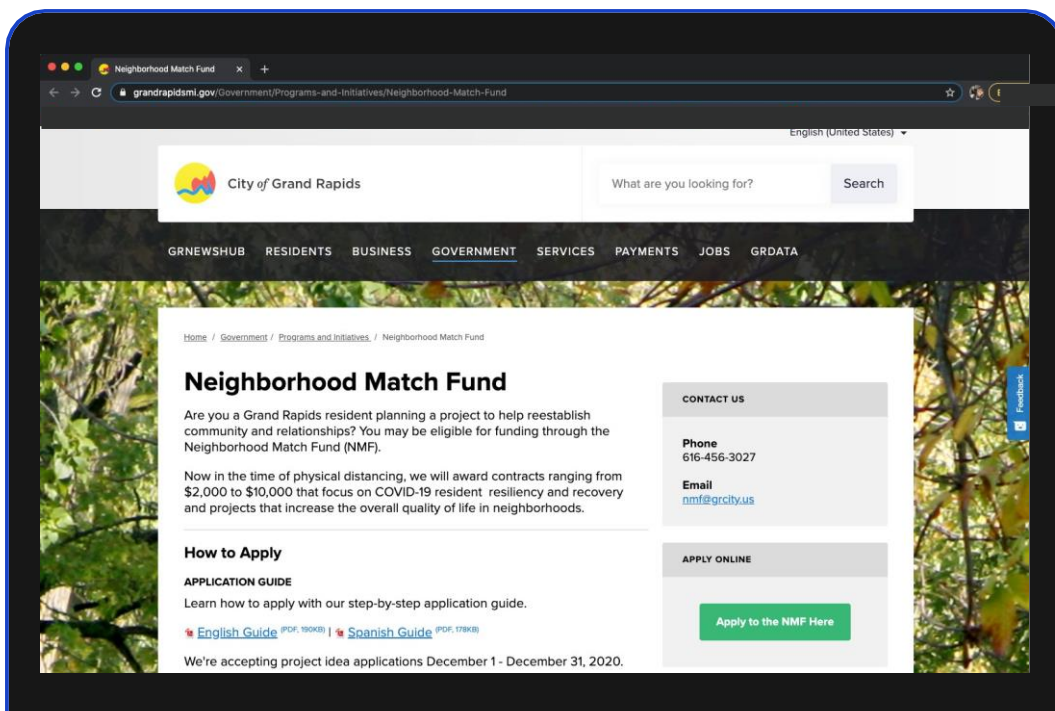 Neighborhood Match Fund
grandrapidsmi.gov/Government/Programs-and-Initiatives/Neighborhood-Match-Fund
English (United States)
City of Grand Rapids
What are you looking for?
Search
GRNEWSHUB RESIDENTS BUSINESS GOVERNMENT SERVICES PAYMENTS JOBS GRDATA
Home / Government / Programs and Initiatives / Neighborhood Match Fund
Neighborhood Match Fund
Are you a Grand Rapids resident planning a project to help reestablish
community and relationships? You may be eligible for funding through the
Neighborhood Match Fund (NMF).
Now in the time of physical distancing, we will award contracts ranging from
$2,000 to $10,000 that focus on COVID-19 resident resiliency and recovery
and projects that increase the overall quality of life in neighborhoods.
How to Apply
APPLICATION GUIDE
Learn how to apply with our step-by-step application guide.
English Guide (PDF, 190KB) | Spanish Guide (PDF, 178KB)
We're accepting project idea applications December 1 - December 31, 2020.
CONTACT US
Phone
616-456-3027
Email
nmf@grcity.us
APPLY ONLINE
Apply to the NMF Here
Feedback